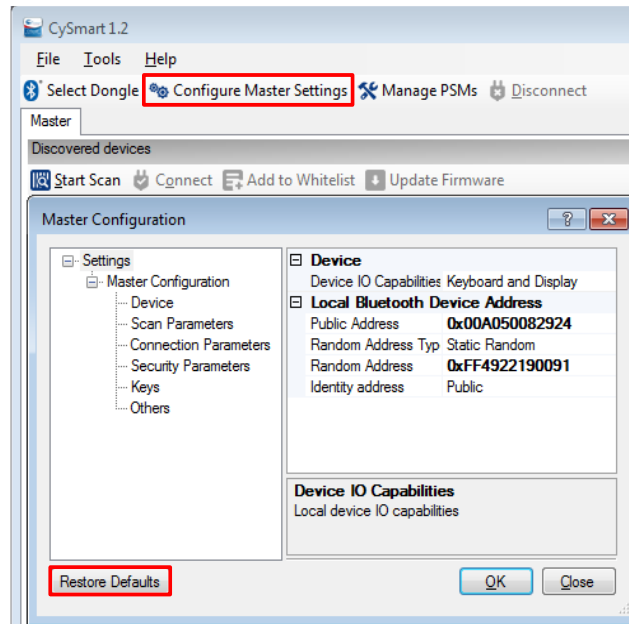 CySmart 1.2
File Tools Help
Select Dongle Configure Master Settings Manage PSMs Disconnect
Master
Discovered devices
Start Scan Connect Add to Whitelist Update Firmware
Master Configuration
Settings
Master Configuration
Device
Scan Parameters
Connection Parameters
Security Parameters
Keys
Others
Device
Device IO Capabilities Keyboard and Display
Local Bluetooth Device Address
Public Address 0x00A050082924
Random Address Typ Static Random
Random Address 0xFF4922190091
Identity address Public
Device IO Capabilities
Local device IO capabilities
Restore Defaults OK Close